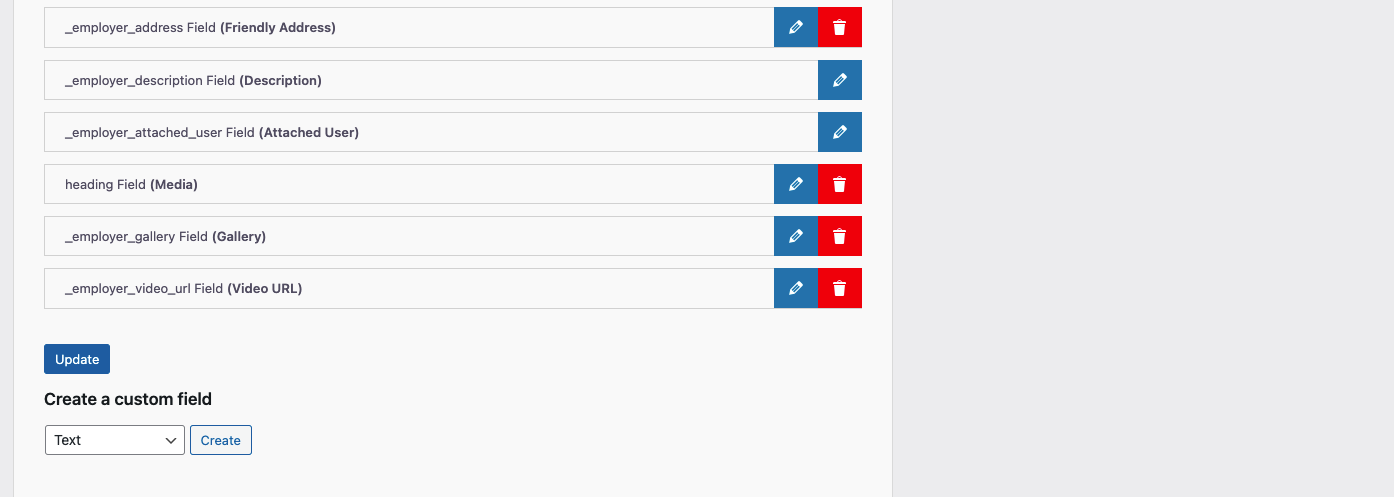 _employer_address Field (Friendly Address)
_employer_description Field (Description)
_employer_attached_user Field (Attached User)
heading Field (Media)
_employer_gallery Field (Gallery)
_employer_video_url Field (Video URL)
Update
Create a custom field
Text Create